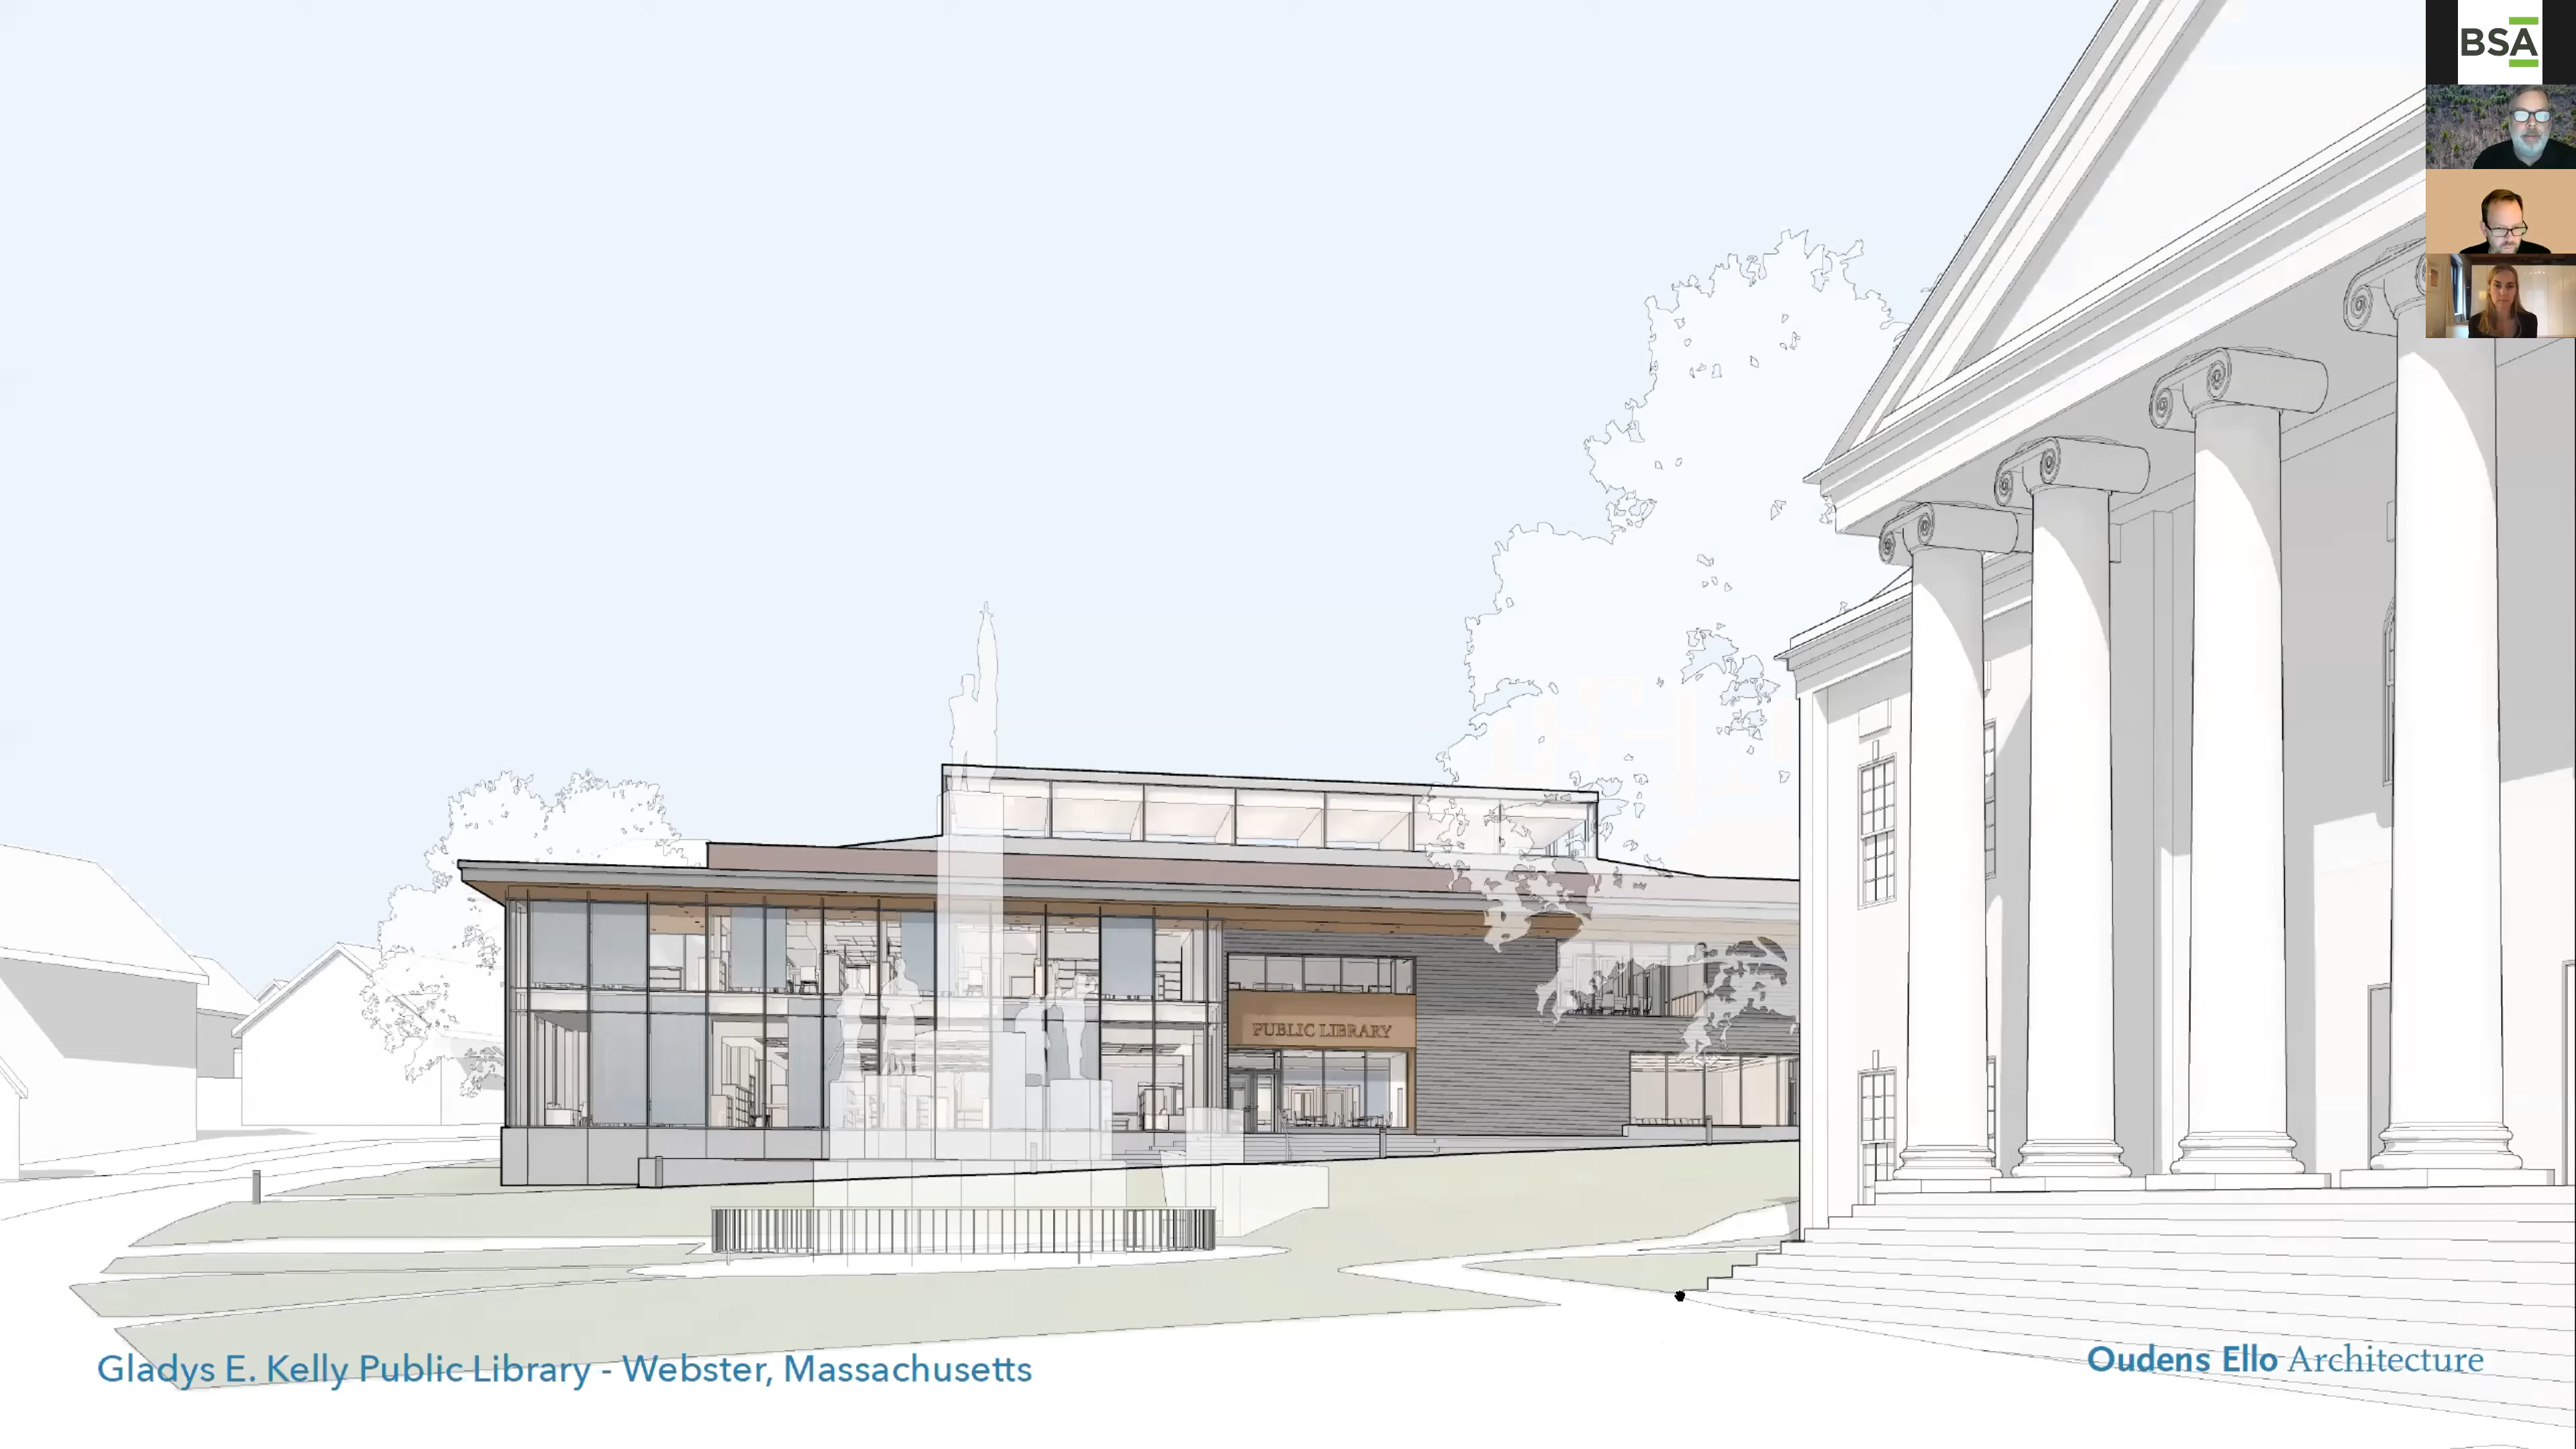 BSA
PUBLIC LIBRARY
Gladys E. Kelly Public Library - Webster, Massachusetts
Oudens Ello Architecture